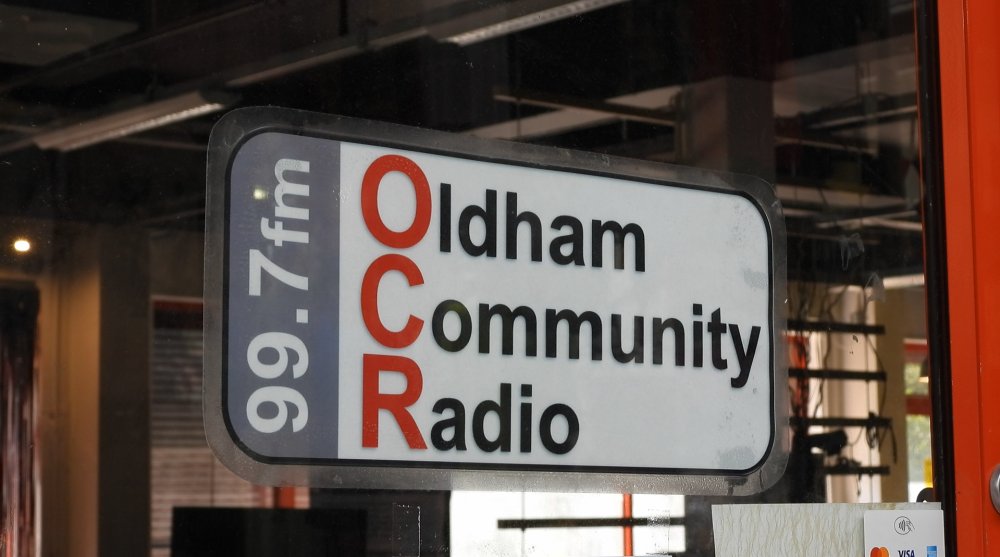 99.7fm
Oldham
Community
Radio
VISA